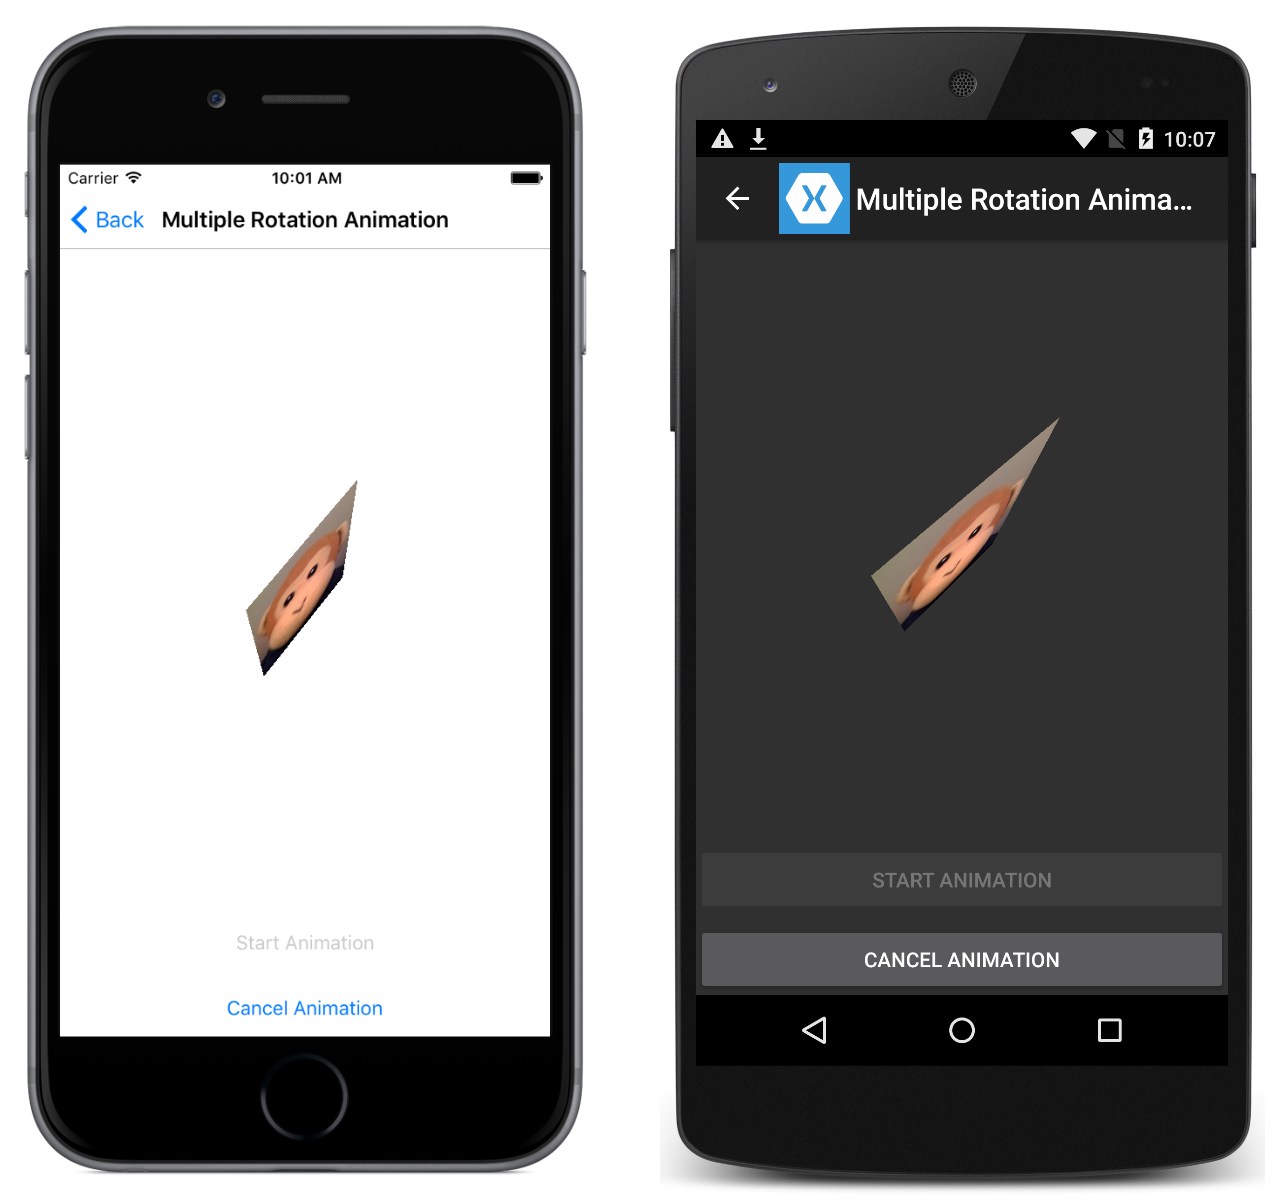 Carrier
10:01 AM
Back
Multiple Rotation Animation
Start Animation
Cancel Animation
10:07
Multiple Rotation Anima...
START ANIMATION
CANCEL ANIMATION